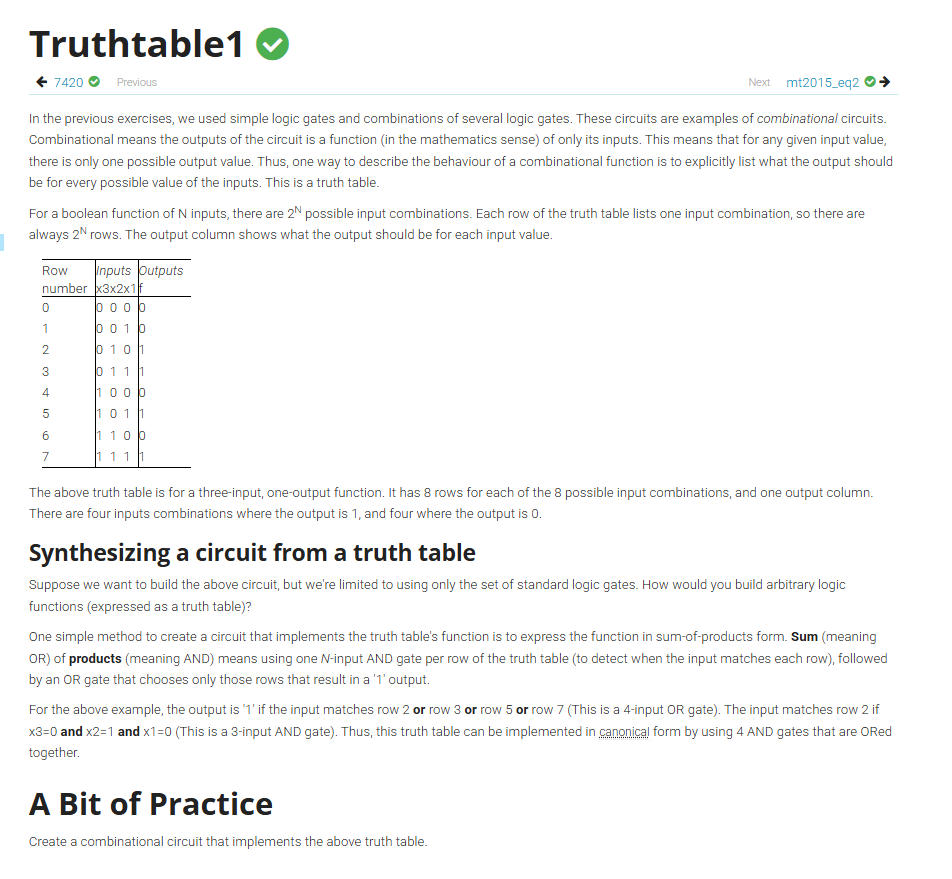 Truthtable1
← 7420 Previous Next mt2015_eq2 →
In the previous exercises, we used simple logic gates and combinations of several logic gates. These circuits are examples of combinational circuits.
Combinational means the outputs of the circuit is a function (in the mathematics sense) of only its inputs. This means that for any given input value,
there is only one possible output value. Thus, one way to describe the behaviour of a combinational function is to explicitly list what the output should
be for every possible value of the inputs. This is a truth table.
For a boolean function of N inputs, there are 2^N possible input combinations. Each row of the truth table lists one input combination, so there are
always 2^N rows. The output column shows what the output should be for each input value.
Row Inputs Outputs
number x3x2x1 f
0 0 0 0 0
1 0 0 1 0
2 0 1 0 1
3 0 1 1 1
4 1 0 0 0
5 1 0 1 1
6 1 1 0 0
7 1 1 1 1
The above truth table is for a three-input, one-output function. It has 8 rows for each of the 8 possible input combinations, and one output column.
There are four inputs combinations where the output is 1, and four where the output is 0.
Synthesizing a circuit from a truth table
Suppose we want to build the above circuit, but we're limited to using only the set of standard logic gates. How would you build arbitrary logic
functions (expressed as a truth table)?
One simple method to create a circuit that implements the truth table's function is to express the function in sum-of-products form. Sum (meaning
OR) of products (meaning AND) means using one N-input AND gate per row of the truth table (to detect when the input matches each row), followed
by an OR gate that chooses only those rows that result in a '1' output.
For the above example, the output is '1' if the input matches row 2 or row 3 or row 5 or row 7 (This is a 4-input OR gate). The input matches row 2 if
x3=0 and x2=1 and x1=0 (This is a 3-input AND gate). Thus, this truth table can be implemented in canonical form by using 4 AND gates that are ORed
together.
A Bit of Practice
Create a combinational circuit that implements the above truth table.